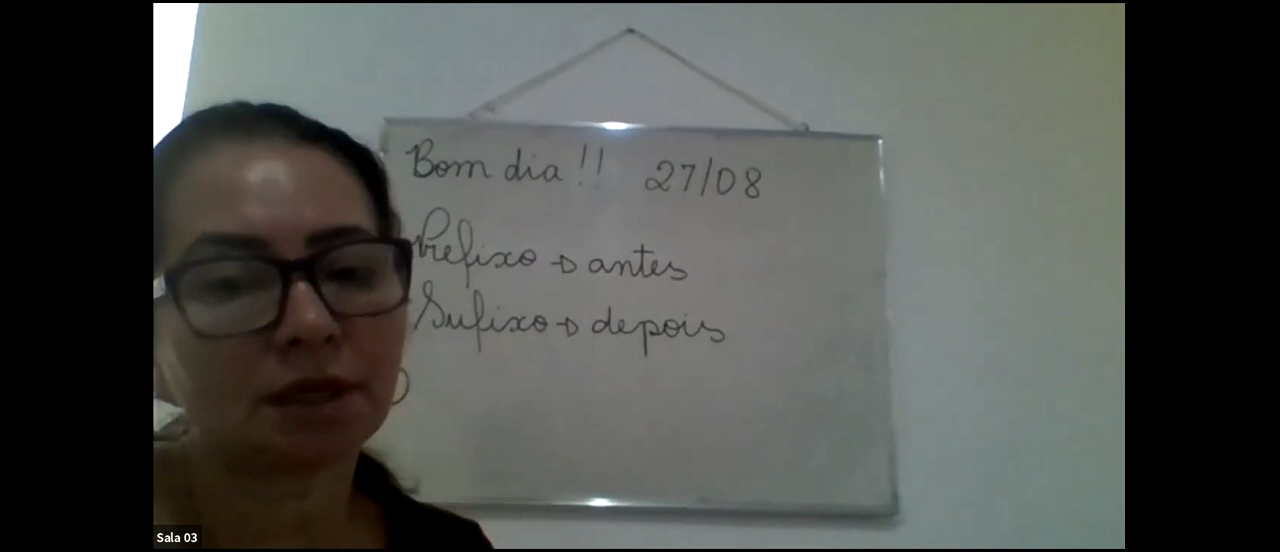 Bom dia!! 27/08
Prefixo → antes
Sufixo → depois
Sala 03